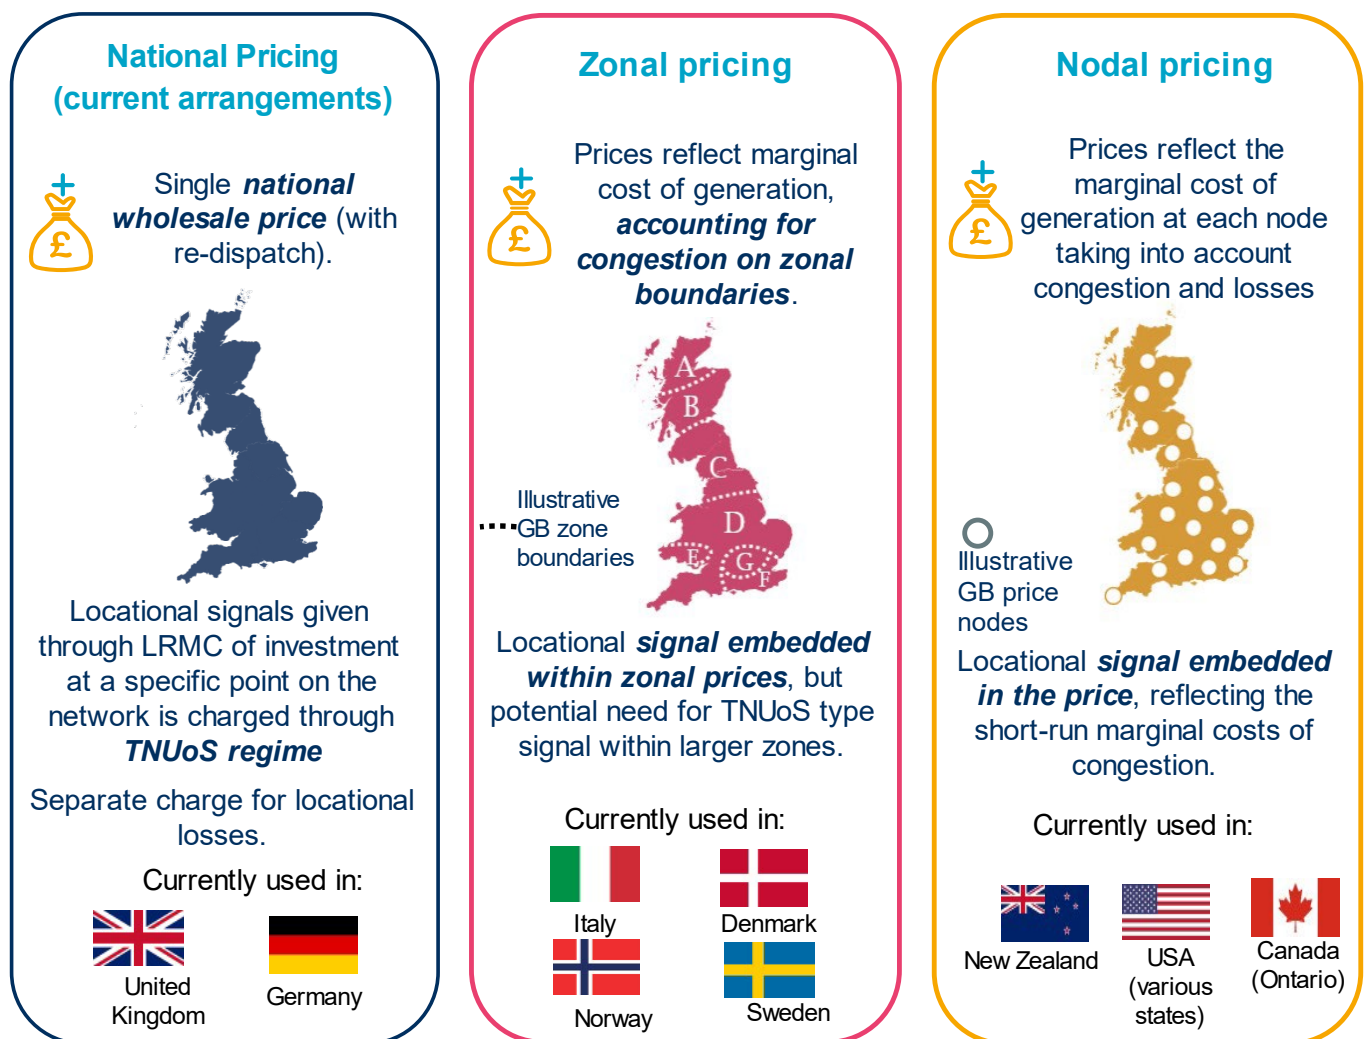 National Pricing
(current arrangements)
£
Single national
wholesale price (with
re-dispatch).
Locational signals given
through LRMC of investment
at a specific point on the
network is charged through
TNUoS regime
Separate charge for locational
losses.
Currently used in:
United
Kingdom
Germany
Zonal pricing
£
Prices reflect marginal
cost of generation,
accounting for
congestion on zonal
boundaries.
A
B
C
D
E
G
F
Illustrative
GB zone
boundaries
Locational signal embedded
within zonal prices, but
potential need for TNUoS type
signal within larger zones.
Currently used in:
Italy
Denmark
Norway
Sweden
Nodal pricing
£
Prices reflect the
marginal cost of
generation at each node
taking into account
congestion and losses
Illustrative
GB price
nodes
Locational signal embedded
in the price, reflecting the
short-run marginal costs of
congestion.
Currently used in:
New Zealand
USA
(various
states)
Canada
(Ontario)